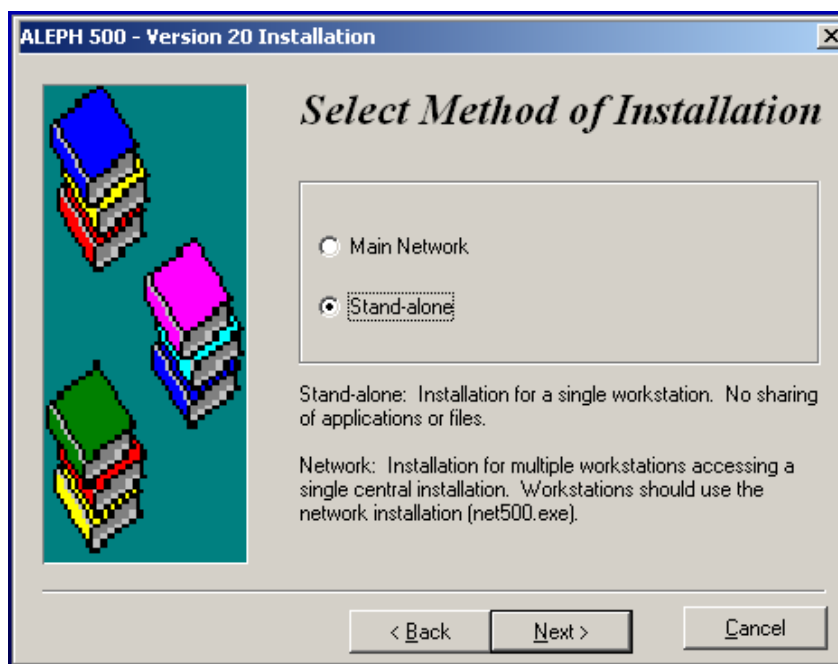 ALEPH 500 - Version 20 Installation
Select Method of Installation
Main Network
Stand-alone
Stand-alone: Installation for a single workstation. No sharing
of applications or files.
Network: Installation for multiple workstations accessing a
single central installation. Workstations should use the
network installation (net500.exe).
< Back
Next >
Cancel